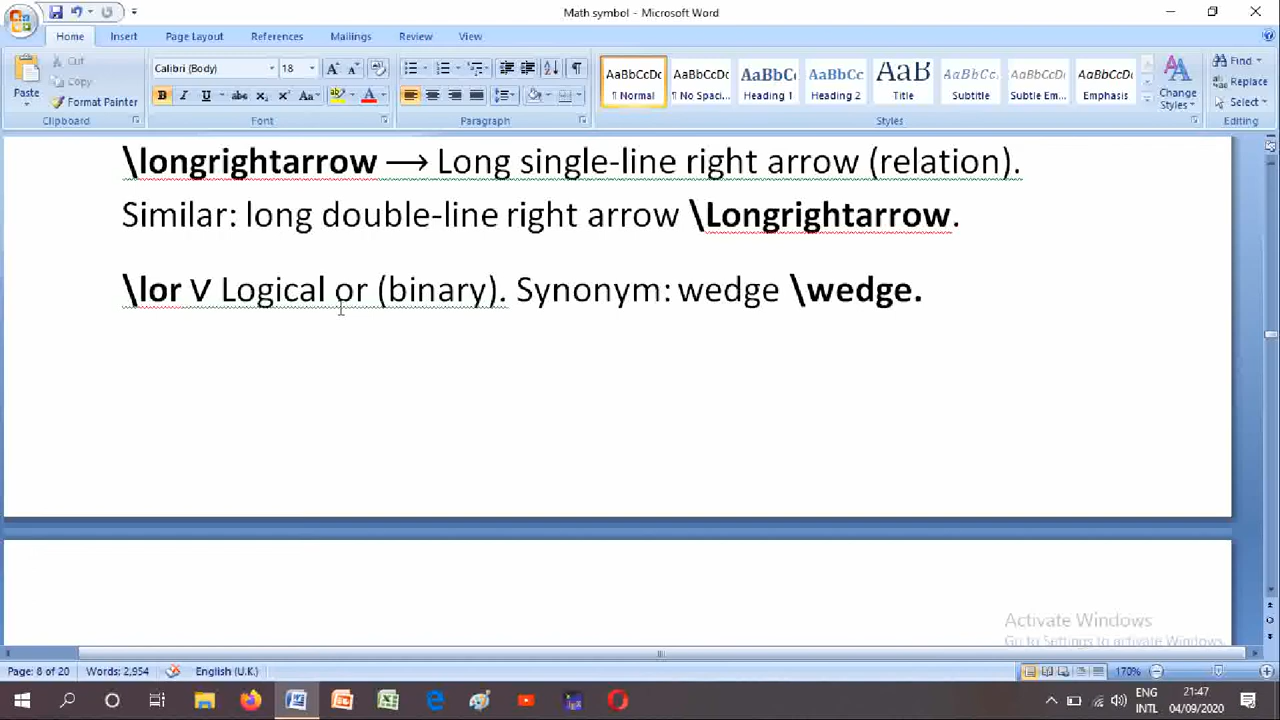 Math symbol - Microsoft Word
Home Insert Page Layout References Mailings Review View
Cut
Copy
Format Painter
Paste
Clipboard
Calibri (Body) 18
Font
Paragraph
AaBbCcDc AaBbCcDc AaBbCc AaBbCc AaB AaBbCc. AaBbCcDc AaBbCcDc
¶ Normal ¶ No Spaci... Heading 1 Heading 2 Title Subtitle Subtle Em... Emphasis
Styles
Change Styles
Find
Replace
Select
Editing
\longrightarrow ⟶ Long single-line right arrow (relation).
Similar: long double-line right arrow \Longrightarrow.
\lor ∨ Logical or (binary). Synonym: wedge \wedge.
Activate Windows
Go to Settings to activate Windows.
Page: 8 of 20 Words: 2,954 English (U.K.) 170%
ENG 21:47
INTL 04/09/2020